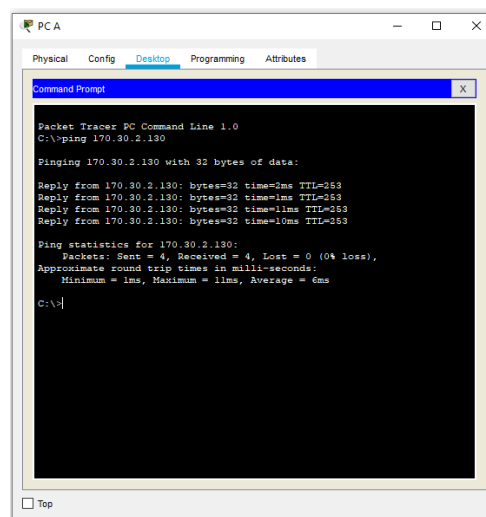 PC A
Physical Config Desktop Programming Attributes
Command Prompt X
Packet Tracer PC Command Line 1.0
C:\>ping 170.30.2.130
Pinging 170.30.2.130 with 32 bytes of data:
Reply from 170.30.2.130: bytes=32 time=2ms TTL=253
Reply from 170.30.2.130: bytes=32 time=1ms TTL=253
Reply from 170.30.2.130: bytes=32 time=11ms TTL=253
Reply from 170.30.2.130: bytes=32 time=10ms TTL=253
Ping statistics for 170.30.2.130:
Packets: Sent = 4, Received = 4, Lost = 0 (0% loss),
Approximate round trip times in milli-seconds:
Minimum = 1ms, Maximum = 11ms, Average = 6ms
C:\>
Top